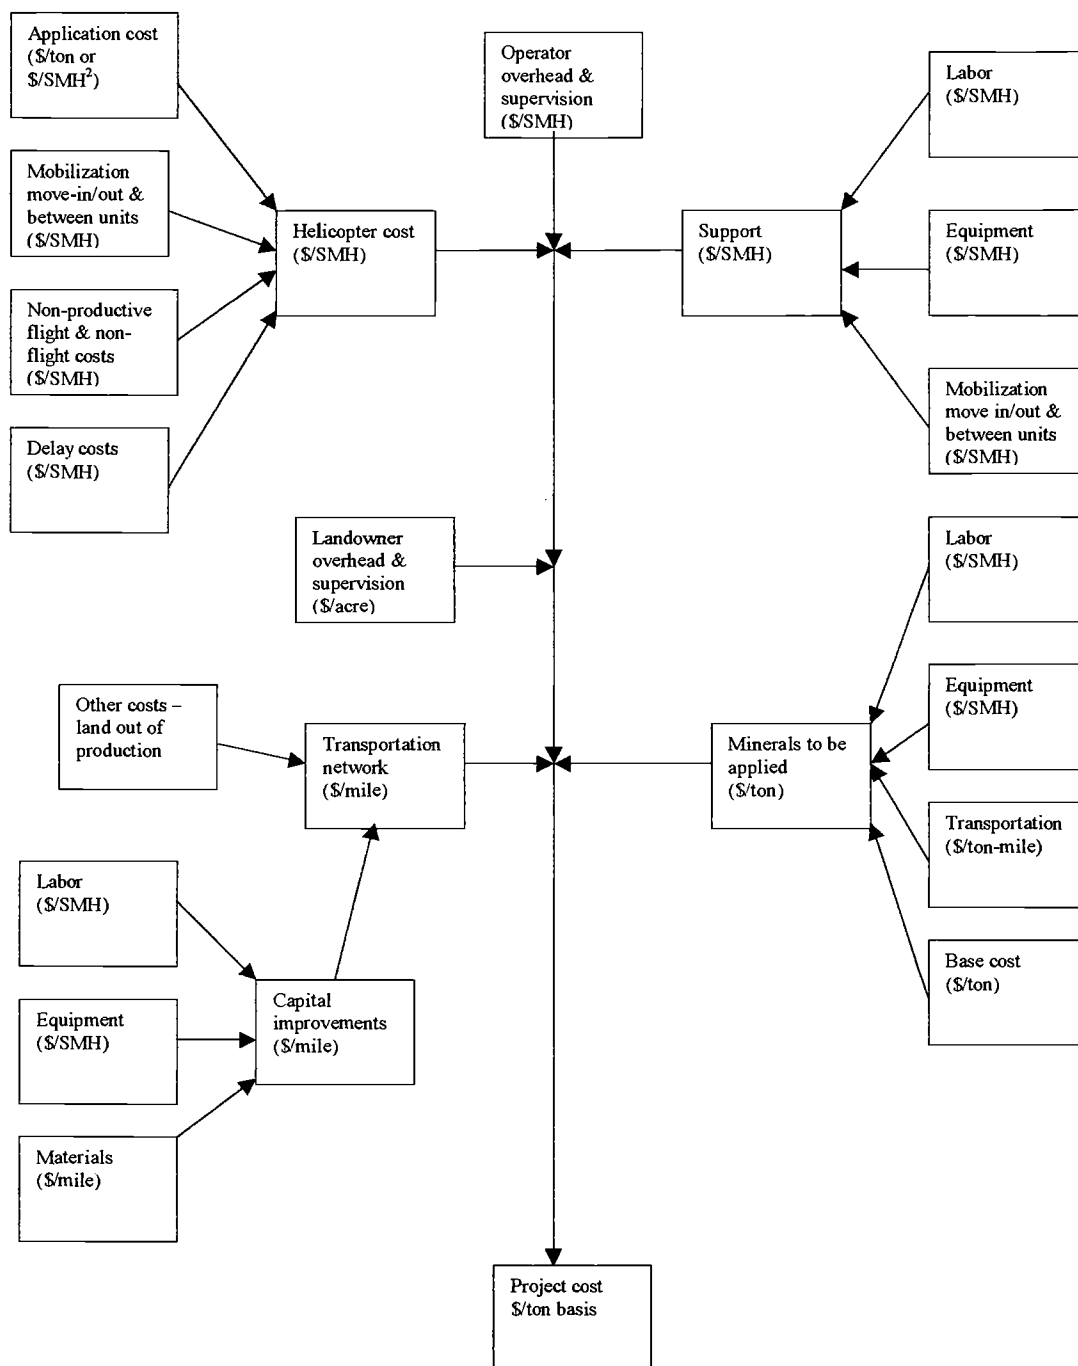 Application cost
($/ton or
$/SMH²)
Operator
overhead &
supervision
($/SMH)
Labor
($/SMH)
Mobilization
move-in/out &
between units
($/SMH)
Helicopter cost
($/SMH)
Support
($/SMH)
Equipment
($/SMH)
Non-productive
flight & non-
flight costs
($/SMH)
Mobilization
move in/out &
between units
($/SMH)
Delay costs
($/SMH)
Landowner
overhead &
supervision
($/acre)
Labor
($/SMH)
Other costs –
land out of
production
Transportation
network
($/mile)
Minerals to be
applied
($/ton)
Equipment
($/SMH)
Transportation
($/ton-mile)
Labor
($/SMH)
Base cost
($/ton)
Equipment
($/SMH)
Capital
improvements
($/mile)
Materials
($/mile)
Project cost
$/ton basis